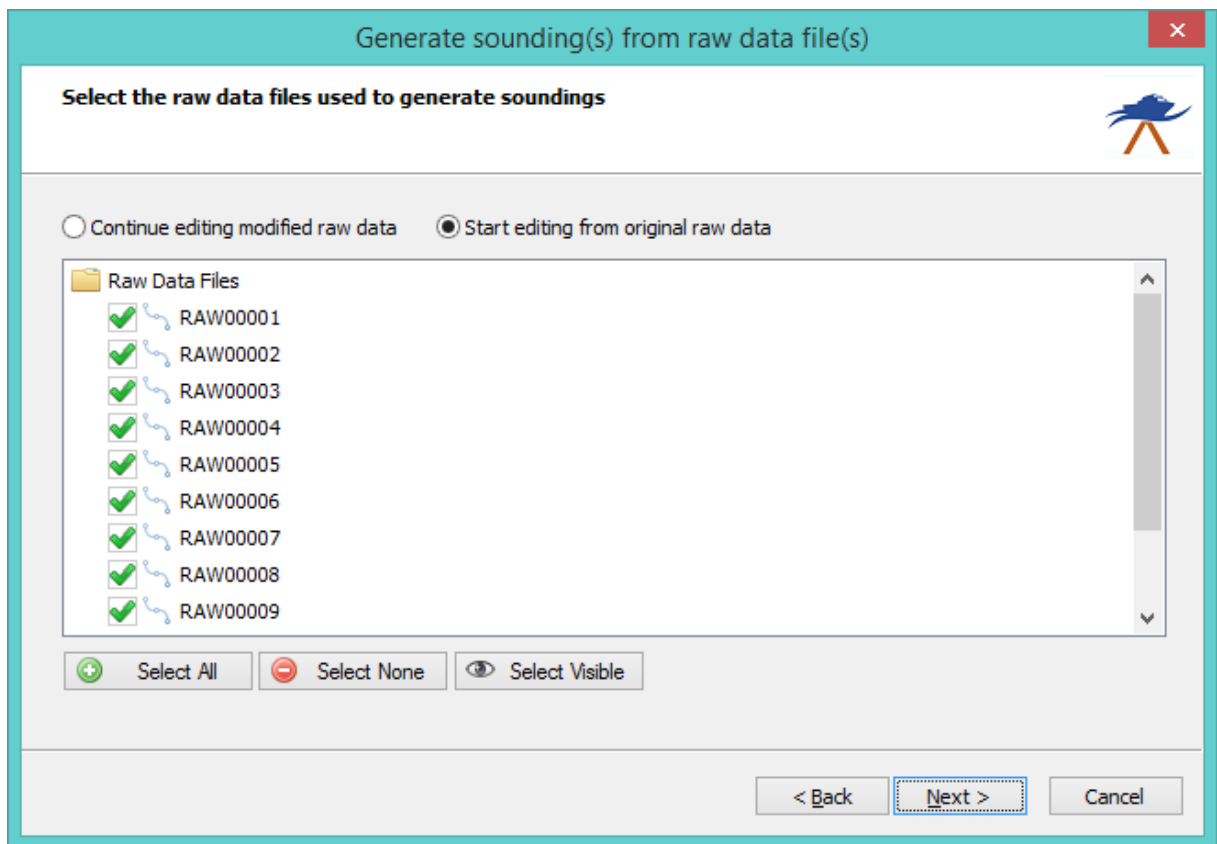 Generate sounding(s) from raw data file(s)
Select the raw data files used to generate soundings
Continue editing modified raw data Start editing from original raw data
Raw Data Files
RAW00001
RAW00002
RAW00003
RAW00004
RAW00005
RAW00006
RAW00007
RAW00008
RAW00009
Select All Select None Select Visible
< Back Next > Cancel